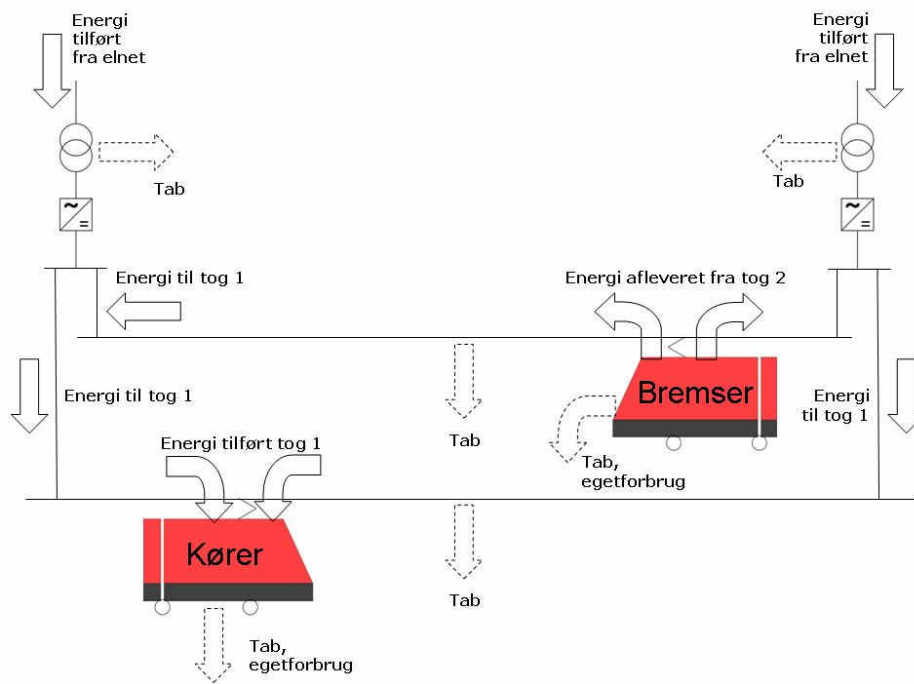 Energi
tilført
fra elnet
Energi
tilført
fra elnet
Tab
Tab
~
=
~
=
Energi til tog 1
Energi afleveret fra tog 2
Energi til tog 1
Bremser
Energi
til tog 1
Tab
Tab,
egetforbrug
Energi tilført tog 1
Kører
Tab
Tab,
egetforbrug